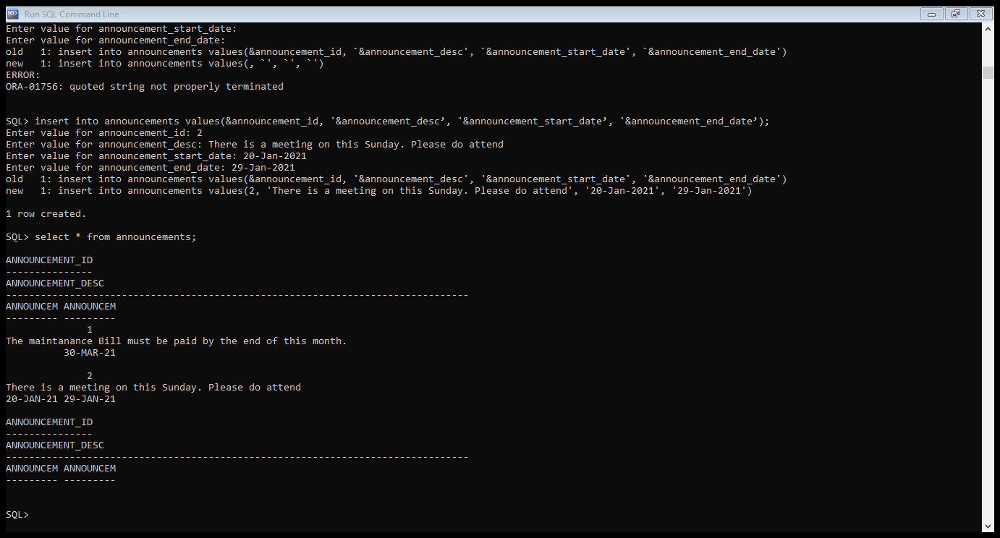 Run SQL Command Line
Enter value for announcement_start_date:
Enter value for announcement_end_date:
old   1: insert into announcements values(&announcement_id, `&announcement_desc', `&announcement_start_date', `&announcement_end_date')
new   1: insert into announcements values(, `', `', `')
ERROR:
ORA-01756: quoted string not properly terminated
SQL> insert into announcements values(&announcement_id, '&announcement_desc’, '&announcement_start_date’, '&announcement_end_date’);
Enter value for announcement_id: 2
Enter value for announcement_desc: There is a meeting on this Sunday. Please do attend
Enter value for announcement_start_date: 20-Jan-2021
Enter value for announcement_end_date: 29-Jan-2021
old   1: insert into announcements values(&announcement_id, '&announcement_desc', '&announcement_start_date', '&announcement_end_date')
new   1: insert into announcements values(2, 'There is a meeting on this Sunday. Please do attend', '20-Jan-2021', '29-Jan-2021')
1 row created.
SQL> select * from announcements;
ANNOUNCEMENT_ID
---------------
ANNOUNCEMENT_DESC
--------------------------------------------------------------------------------
ANNOUNCEM ANNOUNCEM
--------- ---------
              1
The maintanance Bill must be paid by the end of this month.
          30-MAR-21
              2
There is a meeting on this Sunday. Please do attend
20-JAN-21 29-JAN-21
ANNOUNCEMENT_ID
---------------
ANNOUNCEMENT_DESC
--------------------------------------------------------------------------------
ANNOUNCEM ANNOUNCEM
--------- ---------
SQL>